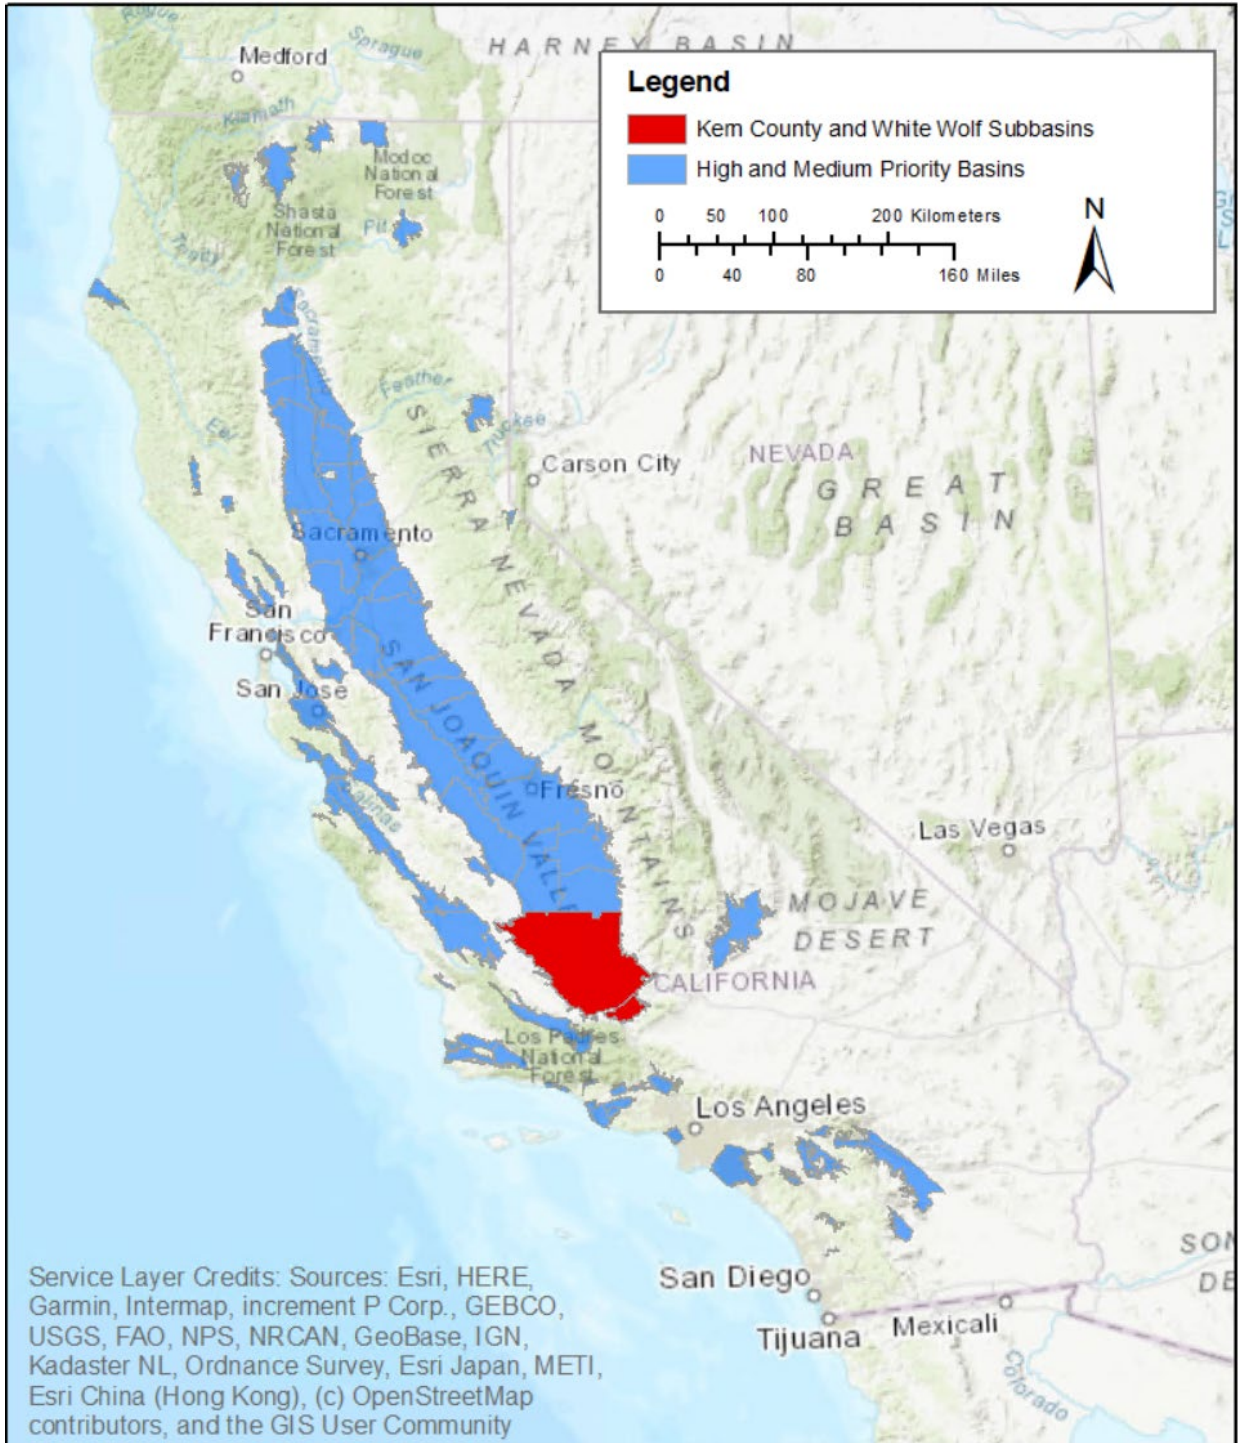 Rogue
Sprague
Medford
HARNEY BASIN
Legend
Kern County and White Wolf Subbasins
High and Medium Priority Basins
0 50 100 200 Kilometers
0 40 80 160 Miles
N
Klamath
Modoc
National
Forest
Shasta
National
Forest
Pit
Trinity
Sacramento
Feather
Truckee
Eel
Carson City
NEVADA
GREAT
BASIN
SIERRA NEVADA MOUNTAINS
Sacramento
San
Francisco
San Jose
SAN JOAQUIN VALLE
Salinas
Fresno
Las Vegas
MOJAVE
DESERT
CALIFORNIA
Los Padres
National
Forest
Los Angeles
San Diego
Tijuana
Mexicali
Colorado
SON
DE
Service Layer Credits: Sources: Esri, HERE,
Garmin, Intermap, increment P Corp., GEBCO,
USGS, FAO, NPS, NRCAN, GeoBase, IGN,
Kadaster NL, Ordnance Survey, Esri Japan, METI,
Esri China (Hong Kong), (c) OpenStreetMap
contributors, and the GIS User Community